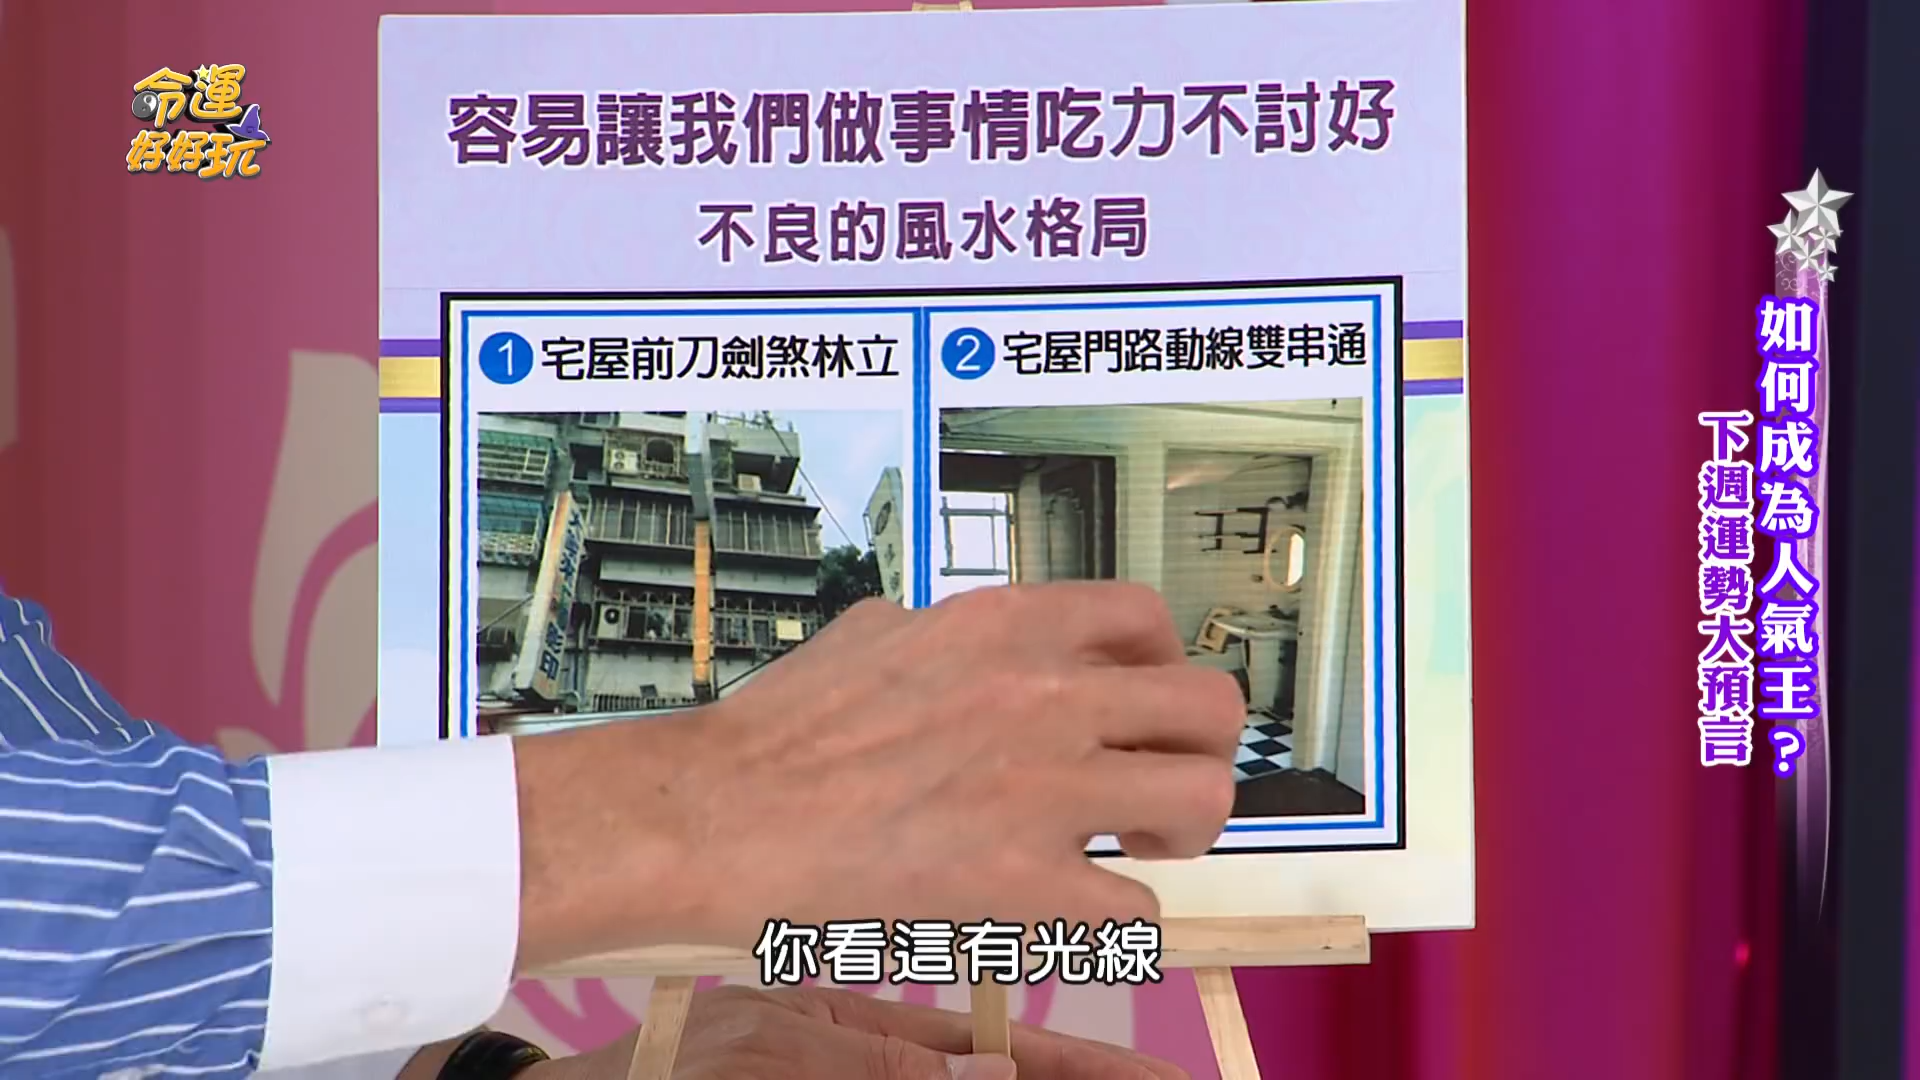 命運
好好玩
容易讓我們做事情吃力不討好
不良的風水格局
1 宅屋前刀劍煞林立
2 宅屋門路動線雙串通
如何成為人氣王?
下週運勢大預言
你看這有光線